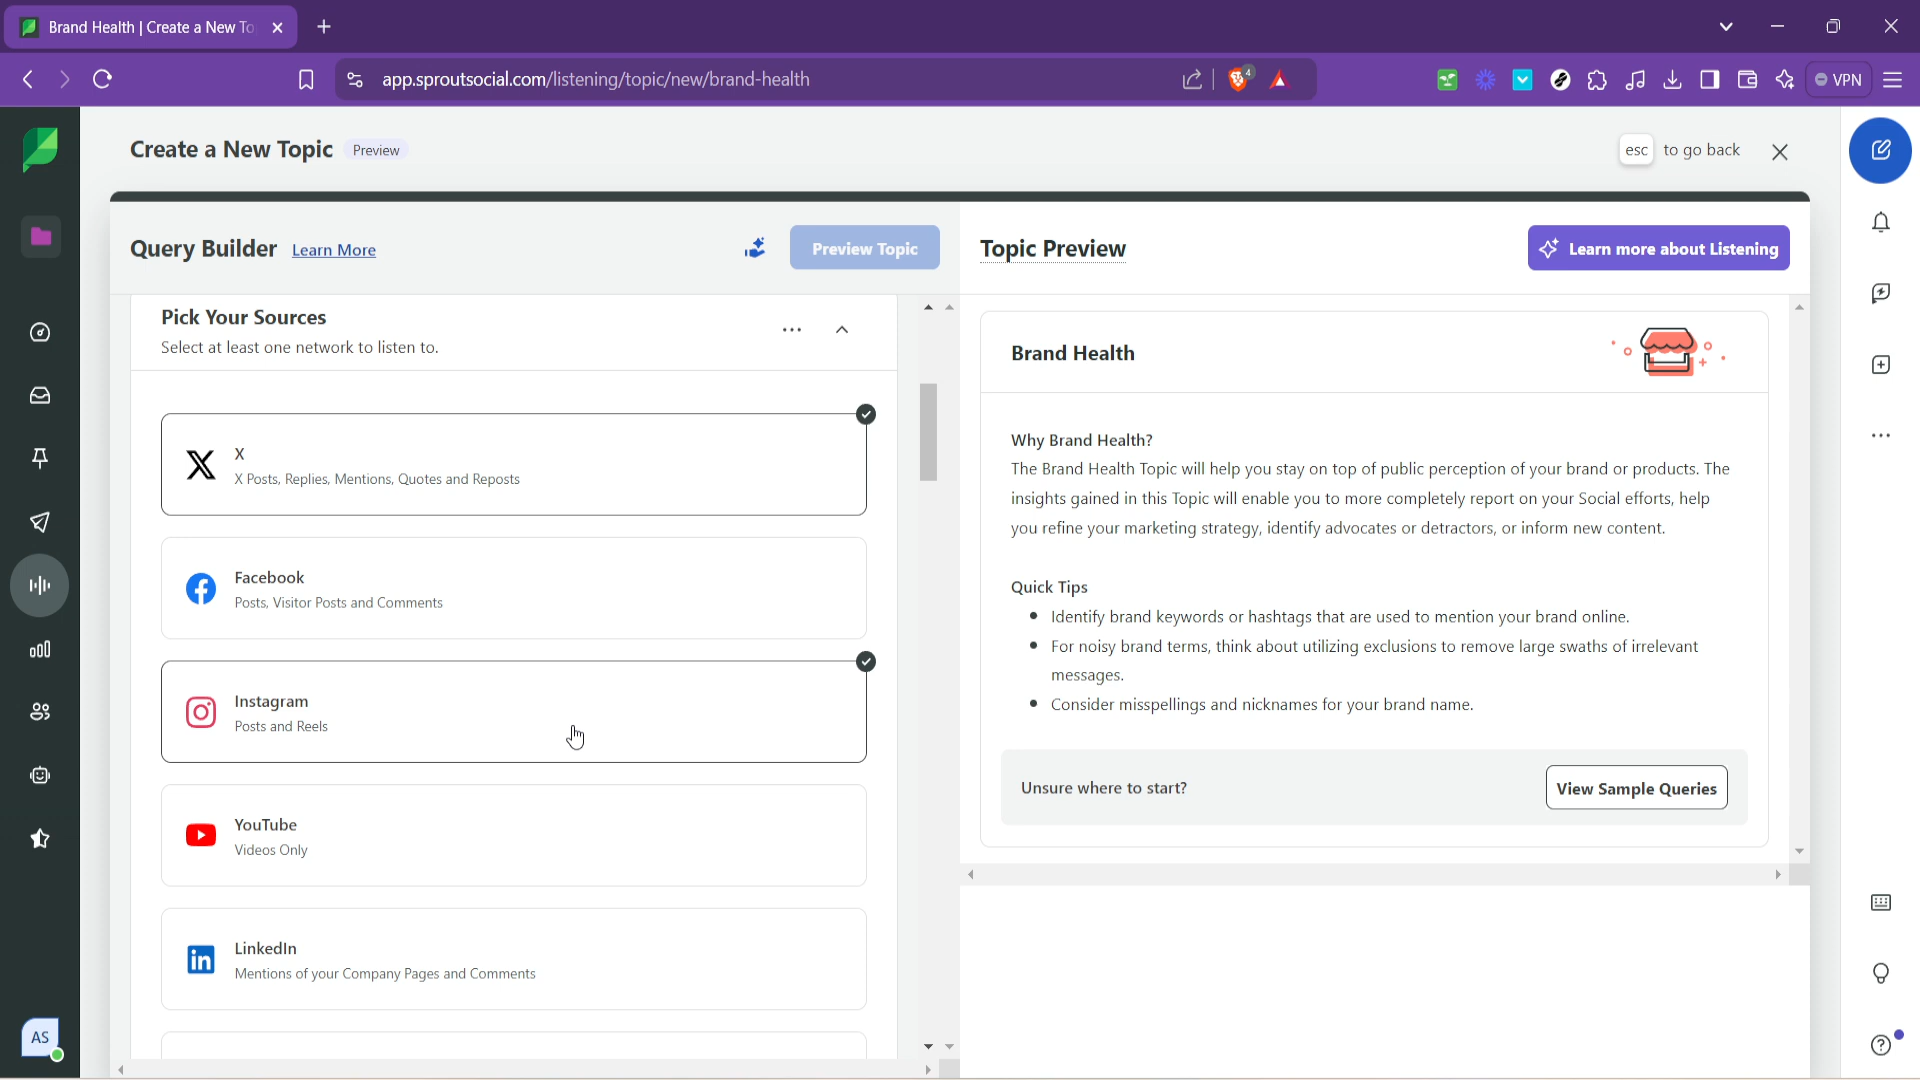 Brand Health | Create a New To
app.sproutsocial.com/listening/topic/new/brand-health
4
VPN
Create a New Topic
Preview
esc to go back
Query Builder
Learn More
Preview Topic
Topic Preview
Learn more about Listening
Pick Your Sources
Select at least one network to listen to.
X
X Posts, Replies, Mentions, Quotes and Reposts
Facebook
Posts, Visitor Posts and Comments
Instagram
Posts and Reels
YouTube
Videos Only
LinkedIn
Mentions of your Company Pages and Comments
Brand Health
Why Brand Health?
The Brand Health Topic will help you stay on top of public perception of your brand or products. The
insights gained in this Topic will enable you to more completely report on your Social efforts, help
you refine your marketing strategy, identify advocates or detractors, or inform new content.
Quick Tips
Identify brand keywords or hashtags that are used to mention your brand online.
For noisy brand terms, think about utilizing exclusions to remove large swaths of irrelevant
messages.
Consider misspellings and nicknames for your brand name.
Unsure where to start?
View Sample Queries
AS